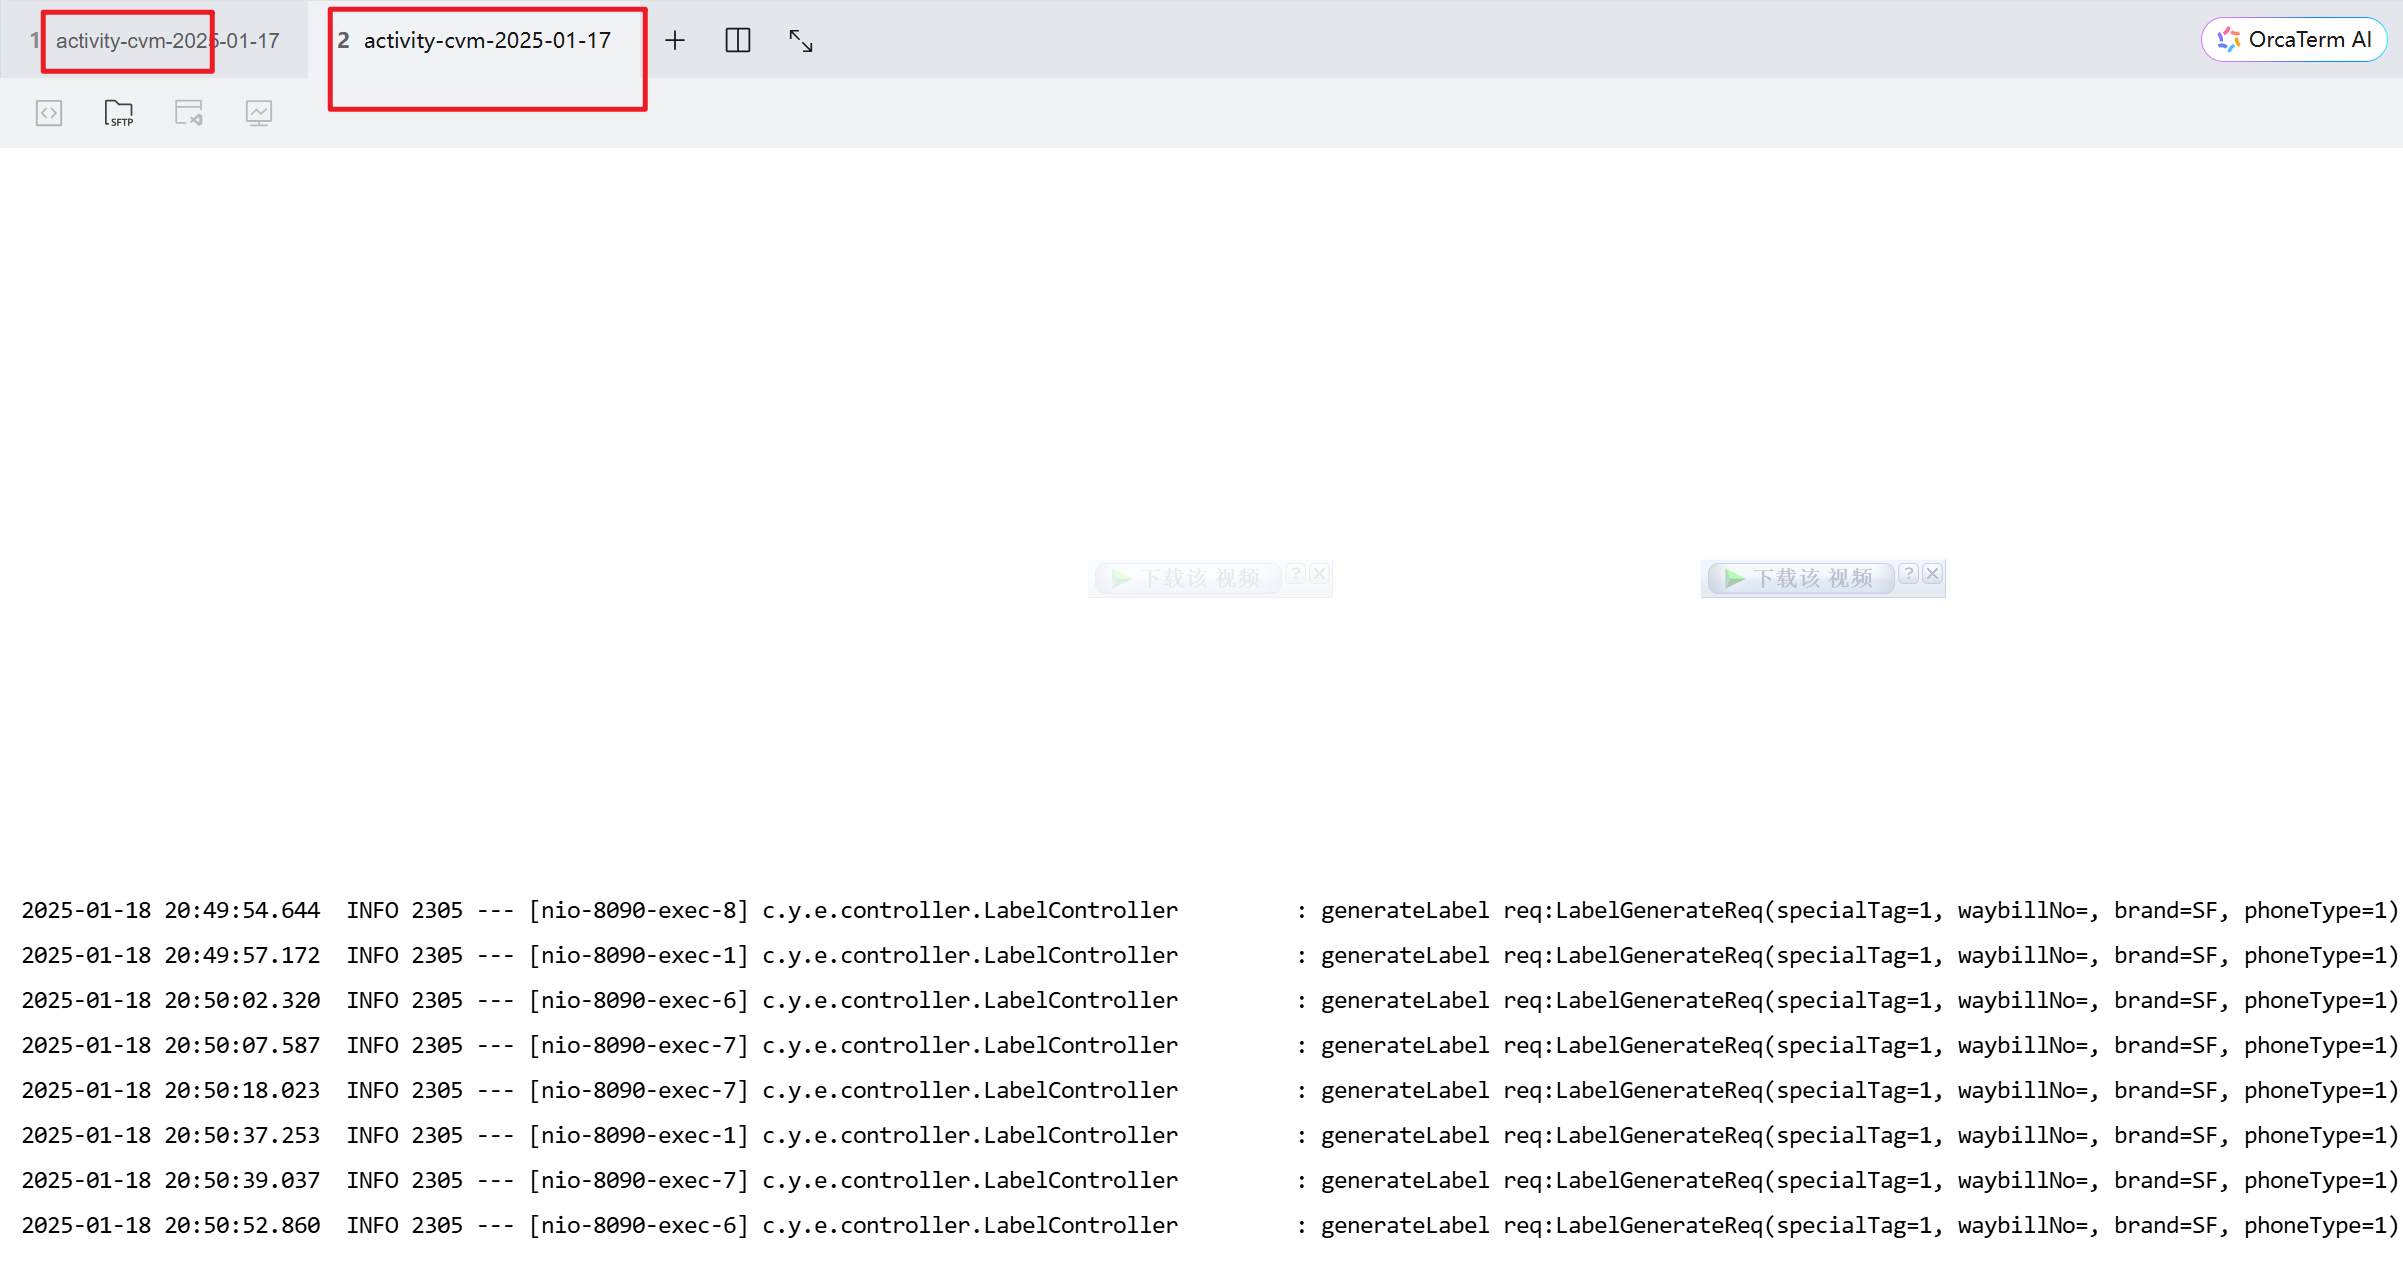 1 activity-cvm-2025-01-17 2 activity-cvm-2025-01-17 OrcaTerm AI
SFTP
下载该 视频 下载该 视频
2025-01-18 20:49:54.644  INFO 2305 --- [nio-8090-exec-8] c.y.e.controller.LabelController         : generateLabel req:LabelGenerateReq(specialTag=1, waybillNo=, brand=SF, phoneType=1)
2025-01-18 20:49:57.172  INFO 2305 --- [nio-8090-exec-1] c.y.e.controller.LabelController         : generateLabel req:LabelGenerateReq(specialTag=1, waybillNo=, brand=SF, phoneType=1)
2025-01-18 20:50:02.320  INFO 2305 --- [nio-8090-exec-6] c.y.e.controller.LabelController         : generateLabel req:LabelGenerateReq(specialTag=1, waybillNo=, brand=SF, phoneType=1)
2025-01-18 20:50:07.587  INFO 2305 --- [nio-8090-exec-7] c.y.e.controller.LabelController         : generateLabel req:LabelGenerateReq(specialTag=1, waybillNo=, brand=SF, phoneType=1)
2025-01-18 20:50:18.023  INFO 2305 --- [nio-8090-exec-7] c.y.e.controller.LabelController         : generateLabel req:LabelGenerateReq(specialTag=1, waybillNo=, brand=SF, phoneType=1)
2025-01-18 20:50:37.253  INFO 2305 --- [nio-8090-exec-1] c.y.e.controller.LabelController         : generateLabel req:LabelGenerateReq(specialTag=1, waybillNo=, brand=SF, phoneType=1)
2025-01-18 20:50:39.037  INFO 2305 --- [nio-8090-exec-7] c.y.e.controller.LabelController         : generateLabel req:LabelGenerateReq(specialTag=1, waybillNo=, brand=SF, phoneType=1)
2025-01-18 20:50:52.860  INFO 2305 --- [nio-8090-exec-6] c.y.e.controller.LabelController         : generateLabel req:LabelGenerateReq(specialTag=1, waybillNo=, brand=SF, phoneType=1)